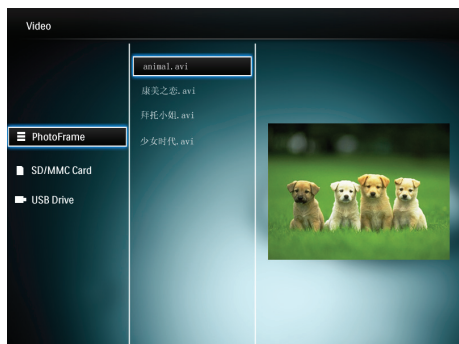 Video
PhotoFrame
SD/MMC Card
USB Drive
animal.avi
康美之恋.avi
拜托小姐.avi
少女时代.avi